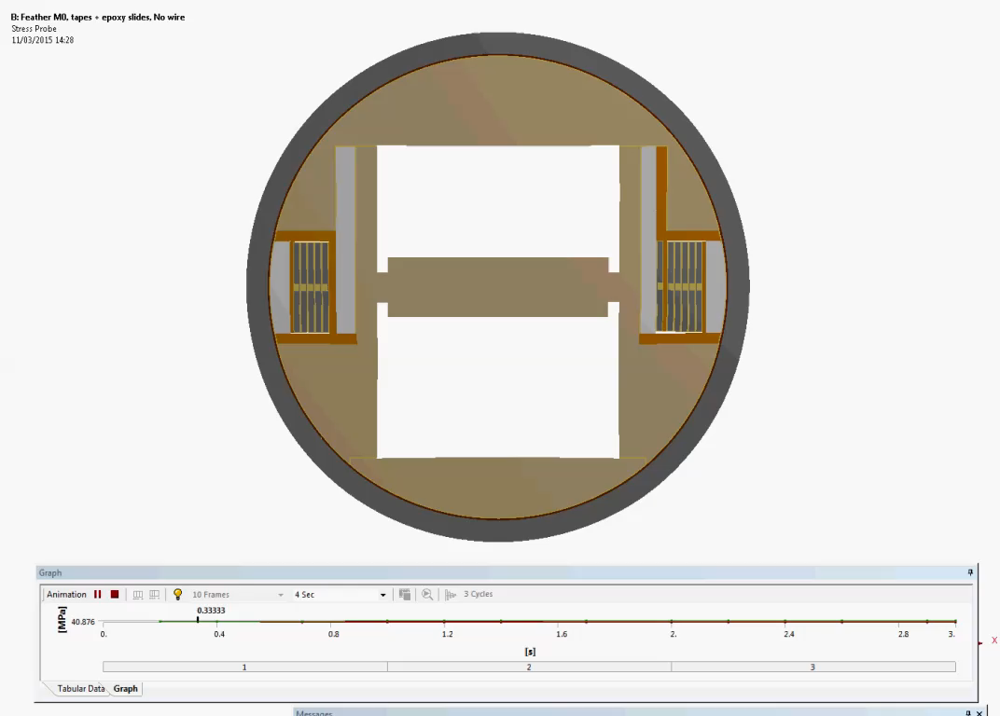 B: Feather M0, tapes + epoxy slides, No wire
Stress Probe
11/03/2015 14:28
Graph
Animation 10 Frames 4 Sec 3 Cycles
0.33333
[MPa] 40.876
0. 0.4 0.8 1.2 1.6 2. 2.4 2.8 3.
X
[s]
1 2 3
Tabular Data Graph
Messages